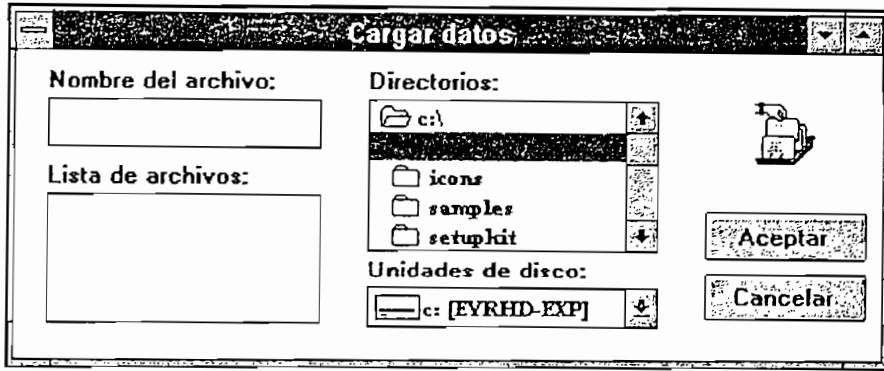 Cargar datos
Nombre del archivo:
Lista de archivos:
Directorios:
c:\
icons
samples
setupkit
Unidades de disco:
c: [EYRHD-EXP]
Aceptar
Cancelar